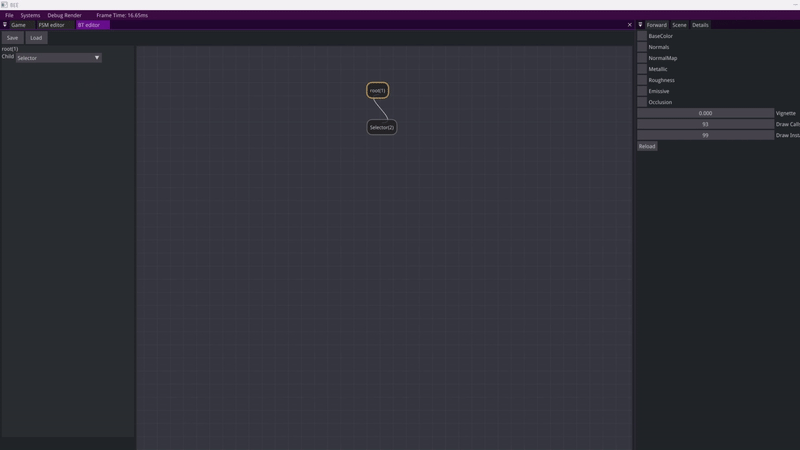 BEE
File Systems Debug Render Frame Time: 16.65ms
Game FSM editor BT editor
Save Load
root(1)
Child Selector
root(1)
Selector(2)
Forward Scene Details
BaseColor
Normals
NormalMap
Metallic
Roughness
Emissive
Occlusion
0.000 Vignette
93 Draw Calls
99 Draw Insta
Reload